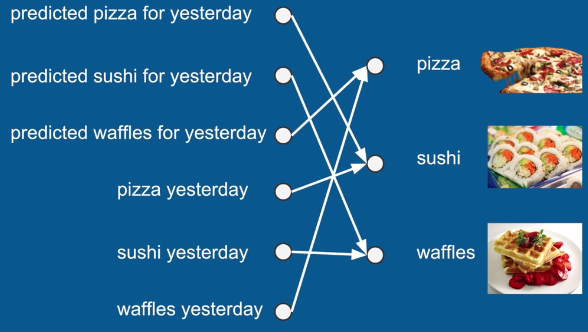 predicted pizza for yesterday
predicted sushi for yesterday
predicted waffles for yesterday
pizza yesterday
sushi yesterday
waffles yesterday
pizza
sushi
waffles